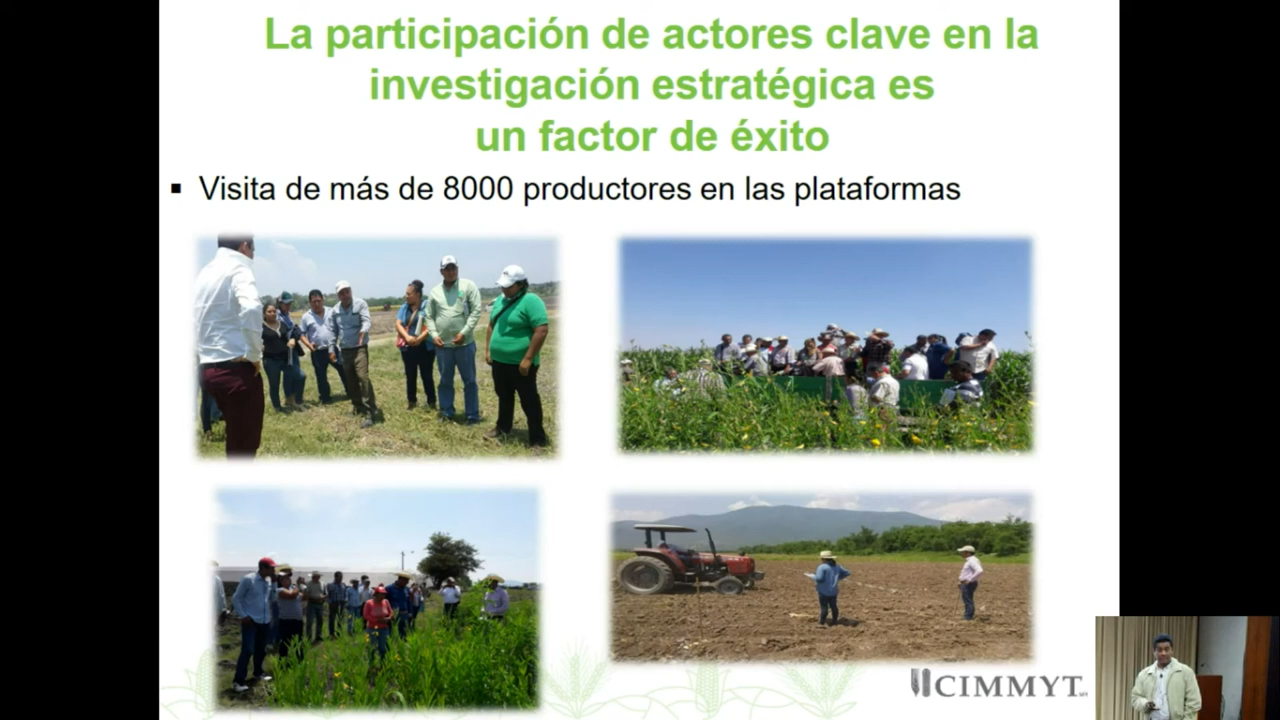 La participación de actores clave en la
investigación estratégica es
un factor de éxito
▪ Visita de más de 8000 productores en las plataformas
CIMMYT